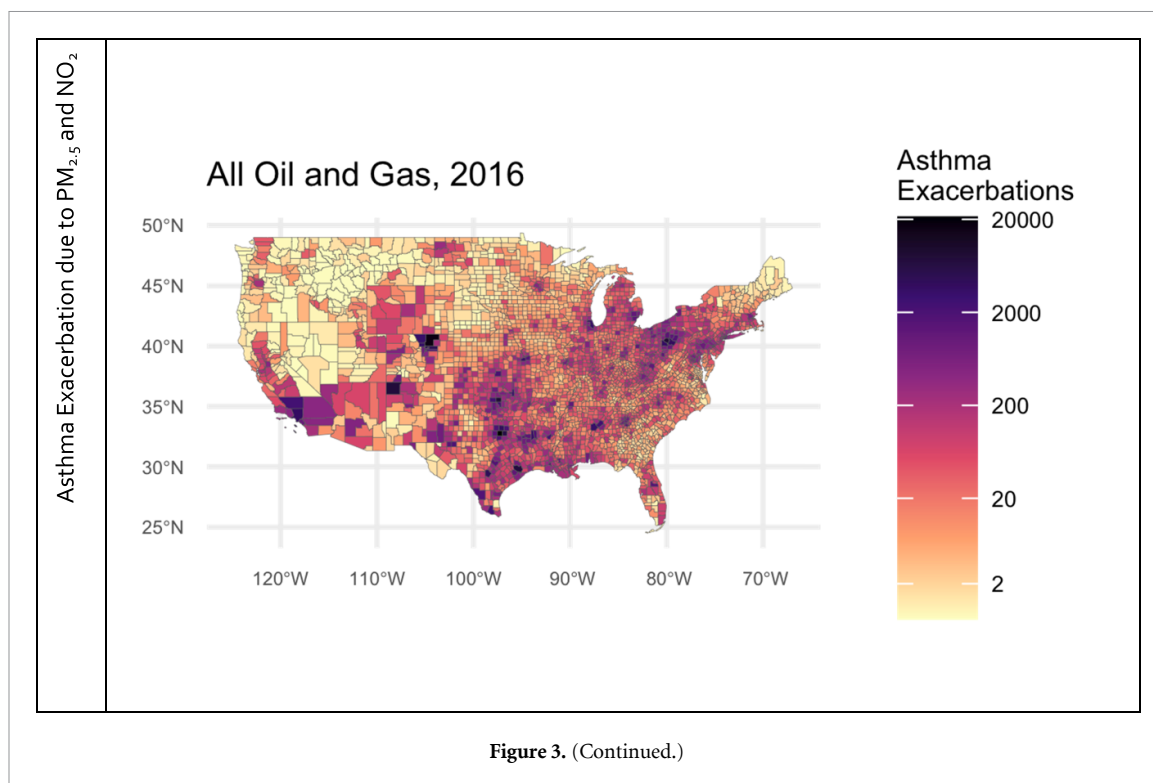 Asthma Exacerbation due to PM₂.₅ and NO₂
All Oil and Gas, 2016
50°N
45°N
40°N
35°N
30°N
25°N
120°W 110°W 100°W 90°W 80°W 70°W
Asthma
Exacerbations
20000
2000
200
20
2
Figure 3. (Continued.)